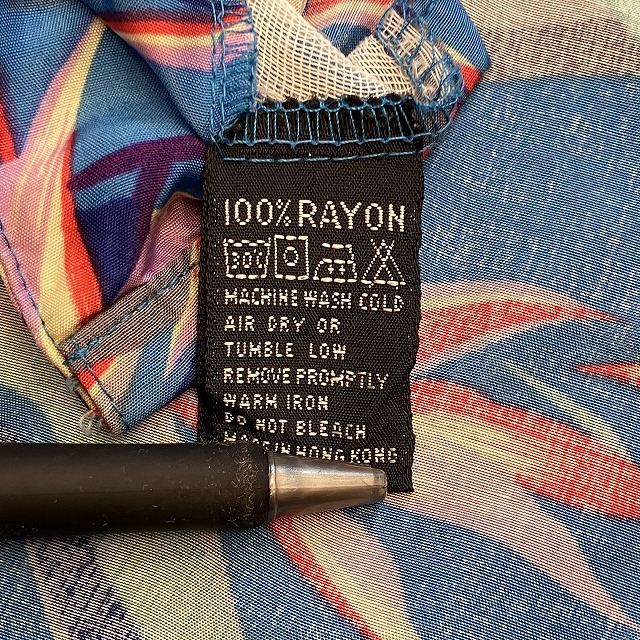 100% RAYON
30C
MACHINE WASH COLD
AIR DRY OR
TUMBLE LOW
REMOVE PROMPTLY
WARM IRON
DO NOT BLEACH
MADE IN HONG KONG